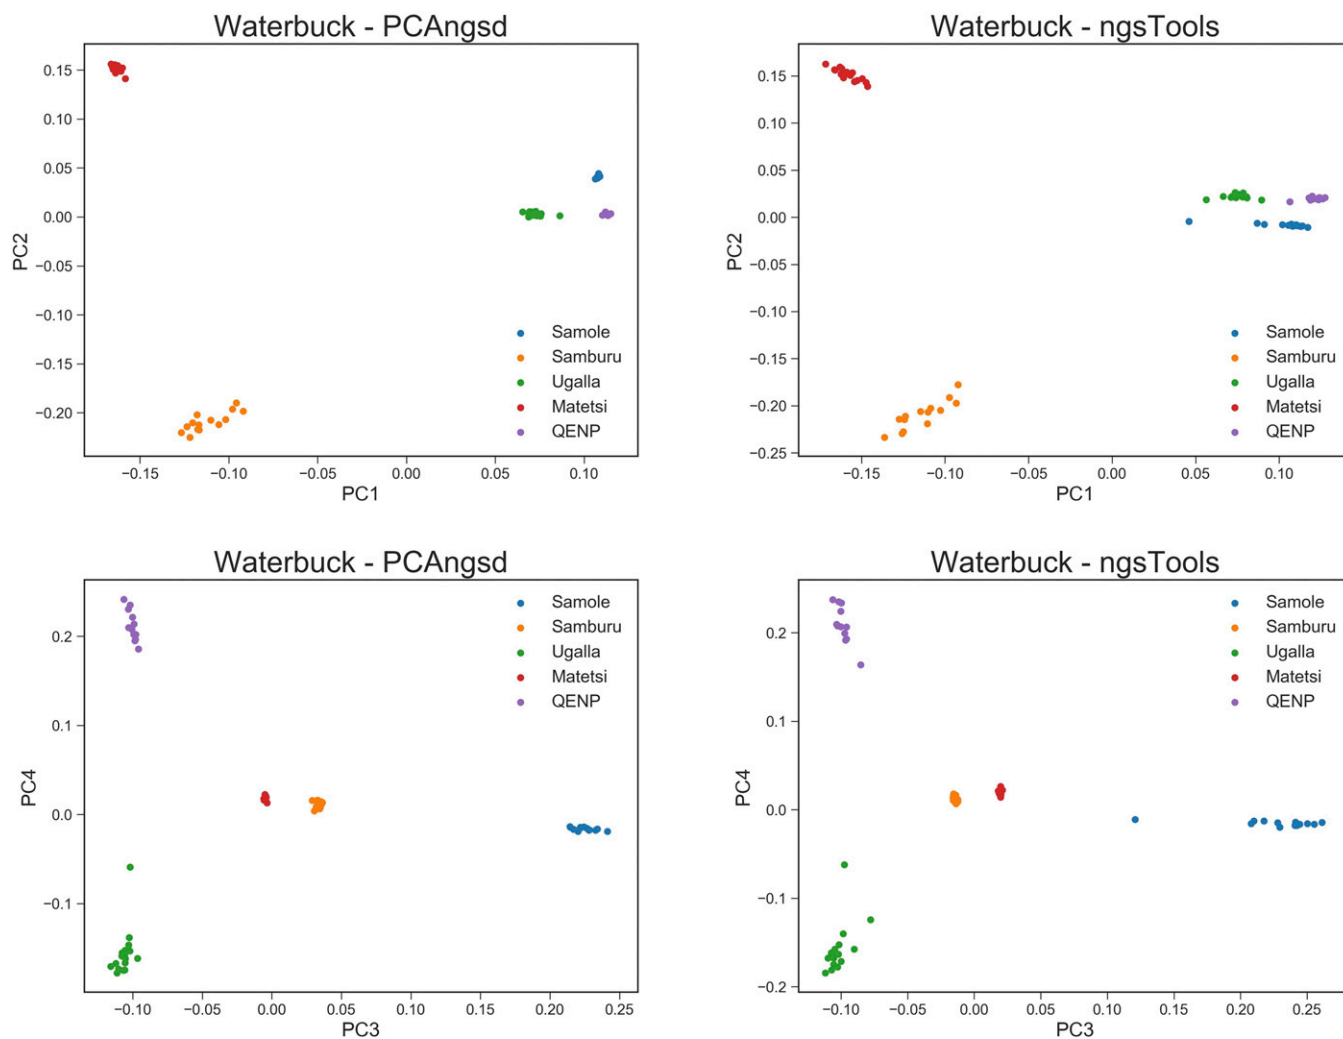 Waterbuck - PCAngsd
0.15
0.10
0.05
0.00
−0.05
−0.10
−0.15
−0.20
PC2
−0.15
−0.10
−0.05
0.00
0.05
0.10
PC1
Samole
Samburu
Ugalla
Matetsi
QENP
Waterbuck - ngsTools
0.15
0.10
0.05
0.00
−0.05
−0.10
−0.15
−0.20
−0.25
PC2
−0.15
−0.10
−0.05
0.00
0.05
0.10
PC1
Samole
Samburu
Ugalla
Matetsi
QENP
Waterbuck - PCAngsd
0.2
0.1
0.0
−0.1
PC4
−0.10
−0.05
0.00
0.05
0.10
0.15
0.20
0.25
PC3
Samole
Samburu
Ugalla
Matetsi
QENP
Waterbuck - ngsTools
0.2
0.1
0.0
−0.1
−0.2
PC4
−0.10
−0.05
0.00
0.05
0.10
0.15
0.20
0.25
PC3
Samole
Samburu
Ugalla
Matetsi
QENP